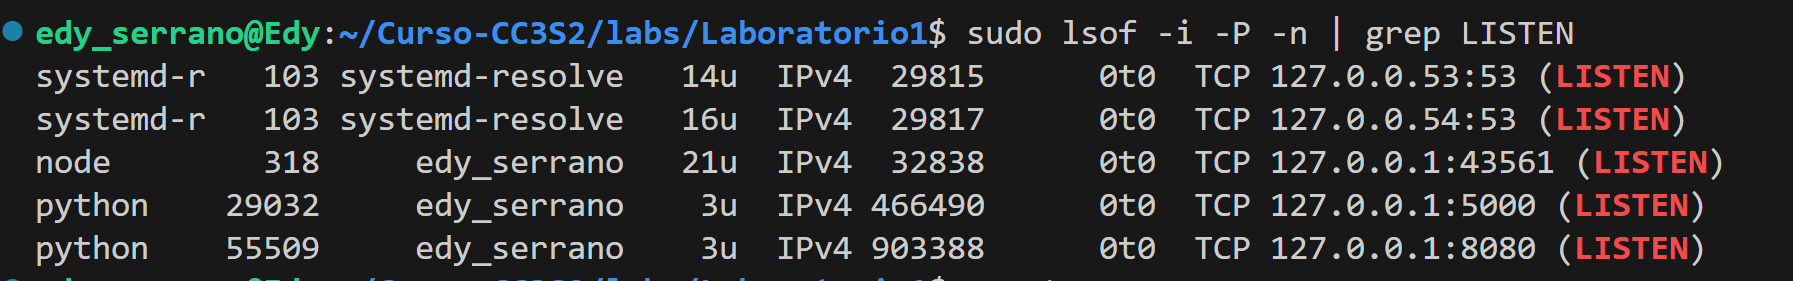 edy_serrano@Edy:~/Curso-CC3S2/labs/Laboratorio1$ sudo lsof -i -P -n | grep LISTEN
systemd-r   103 systemd-resolve   14u  IPv4  29815      0t0  TCP 127.0.0.53:53 (LISTEN)
systemd-r   103 systemd-resolve   16u  IPv4  29817      0t0  TCP 127.0.0.54:53 (LISTEN)
node        318     edy_serrano   21u  IPv4  32838      0t0  TCP 127.0.0.1:43561 (LISTEN)
python    29032     edy_serrano    3u  IPv4 466490      0t0  TCP 127.0.0.1:5000 (LISTEN)
python    55509     edy_serrano    3u  IPv4 903388      0t0  TCP 127.0.0.1:8080 (LISTEN)